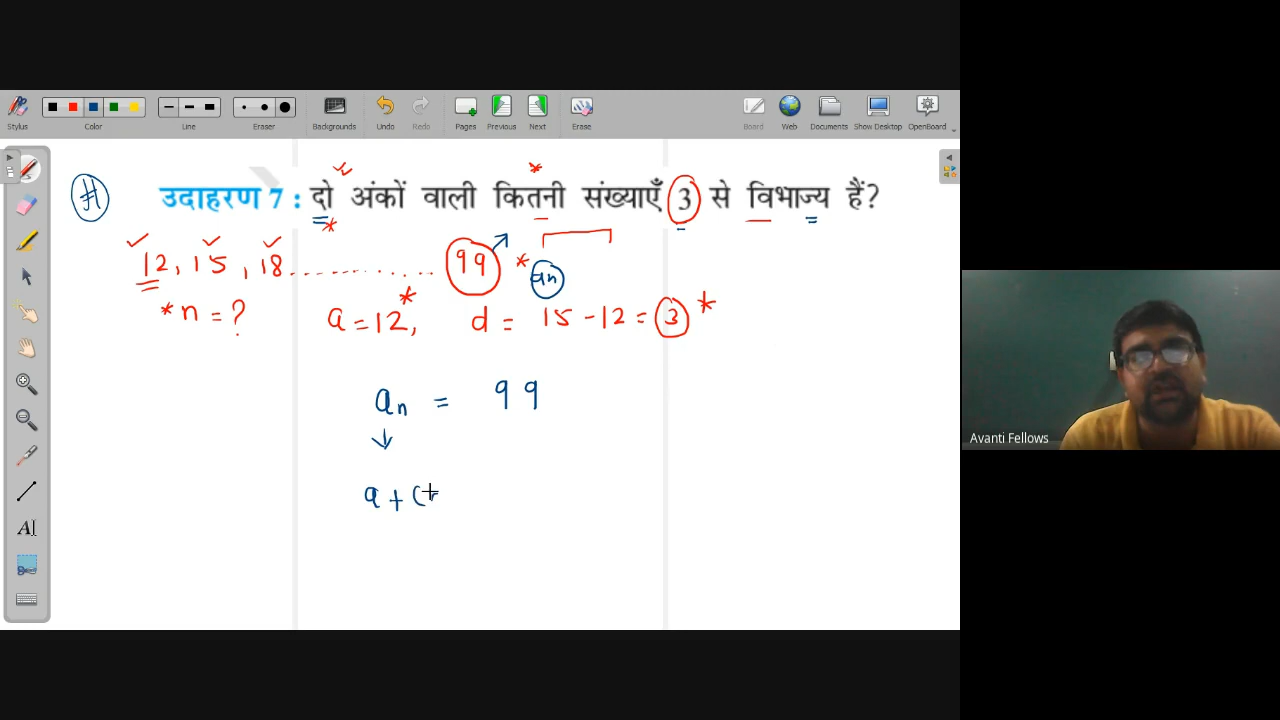 Stylus Color Line Eraser Backgrounds Undo Redo Pages Previous Next Erase Board Web Documents Show Desktop OpenBoard
उदाहरण 7 : दो अंकों वाली कितनी संख्याएँ 3 से विभाज्य हैं?
12, 15, 18.............. 99 * an
* n = ? a = 12, * d = 15 - 12 = 3 *
an = 99
↓
a + (
Avanti Fellows